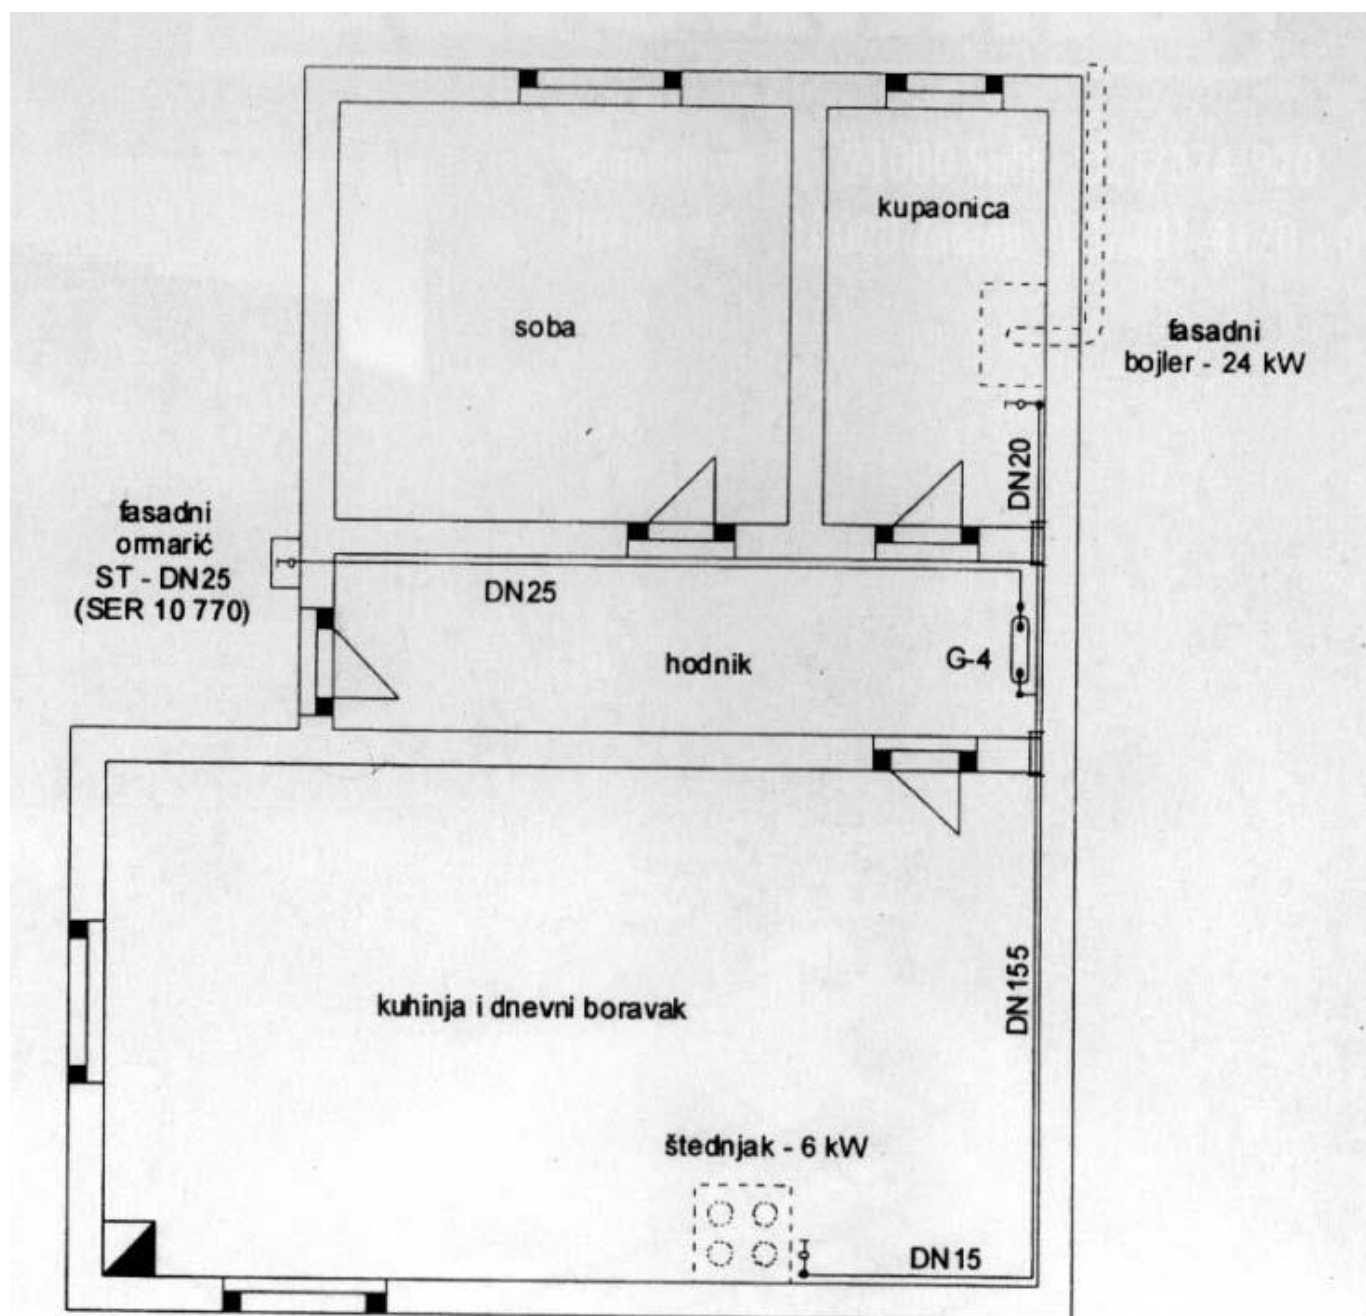 kupaonica
soba
fasadni
bojler - 24 kW
DN20
fasadni
ormarić
ST - DN25
(SER 10 770)
DN25
hodnik
G-4
DN155
kuhinja i dnevni boravak
štednjak - 6 kW
DN15